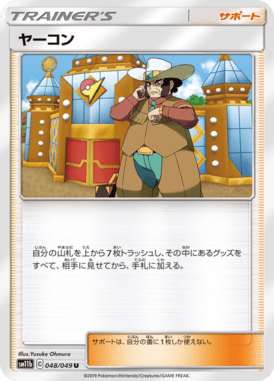 TRAINER'S
サポート
ヤーコン
自分の山札を上から7枚トラッシュし、その中にあるグッズを
すべて、相手に見せてから、手札に加える。
Illus. Yusuke Ohmura
サポートは、自分の番に1枚しか使えない。
sm11b C 048/049 U
©2019 Pokémon/Nintendo/Creatures/GAME FREAK.